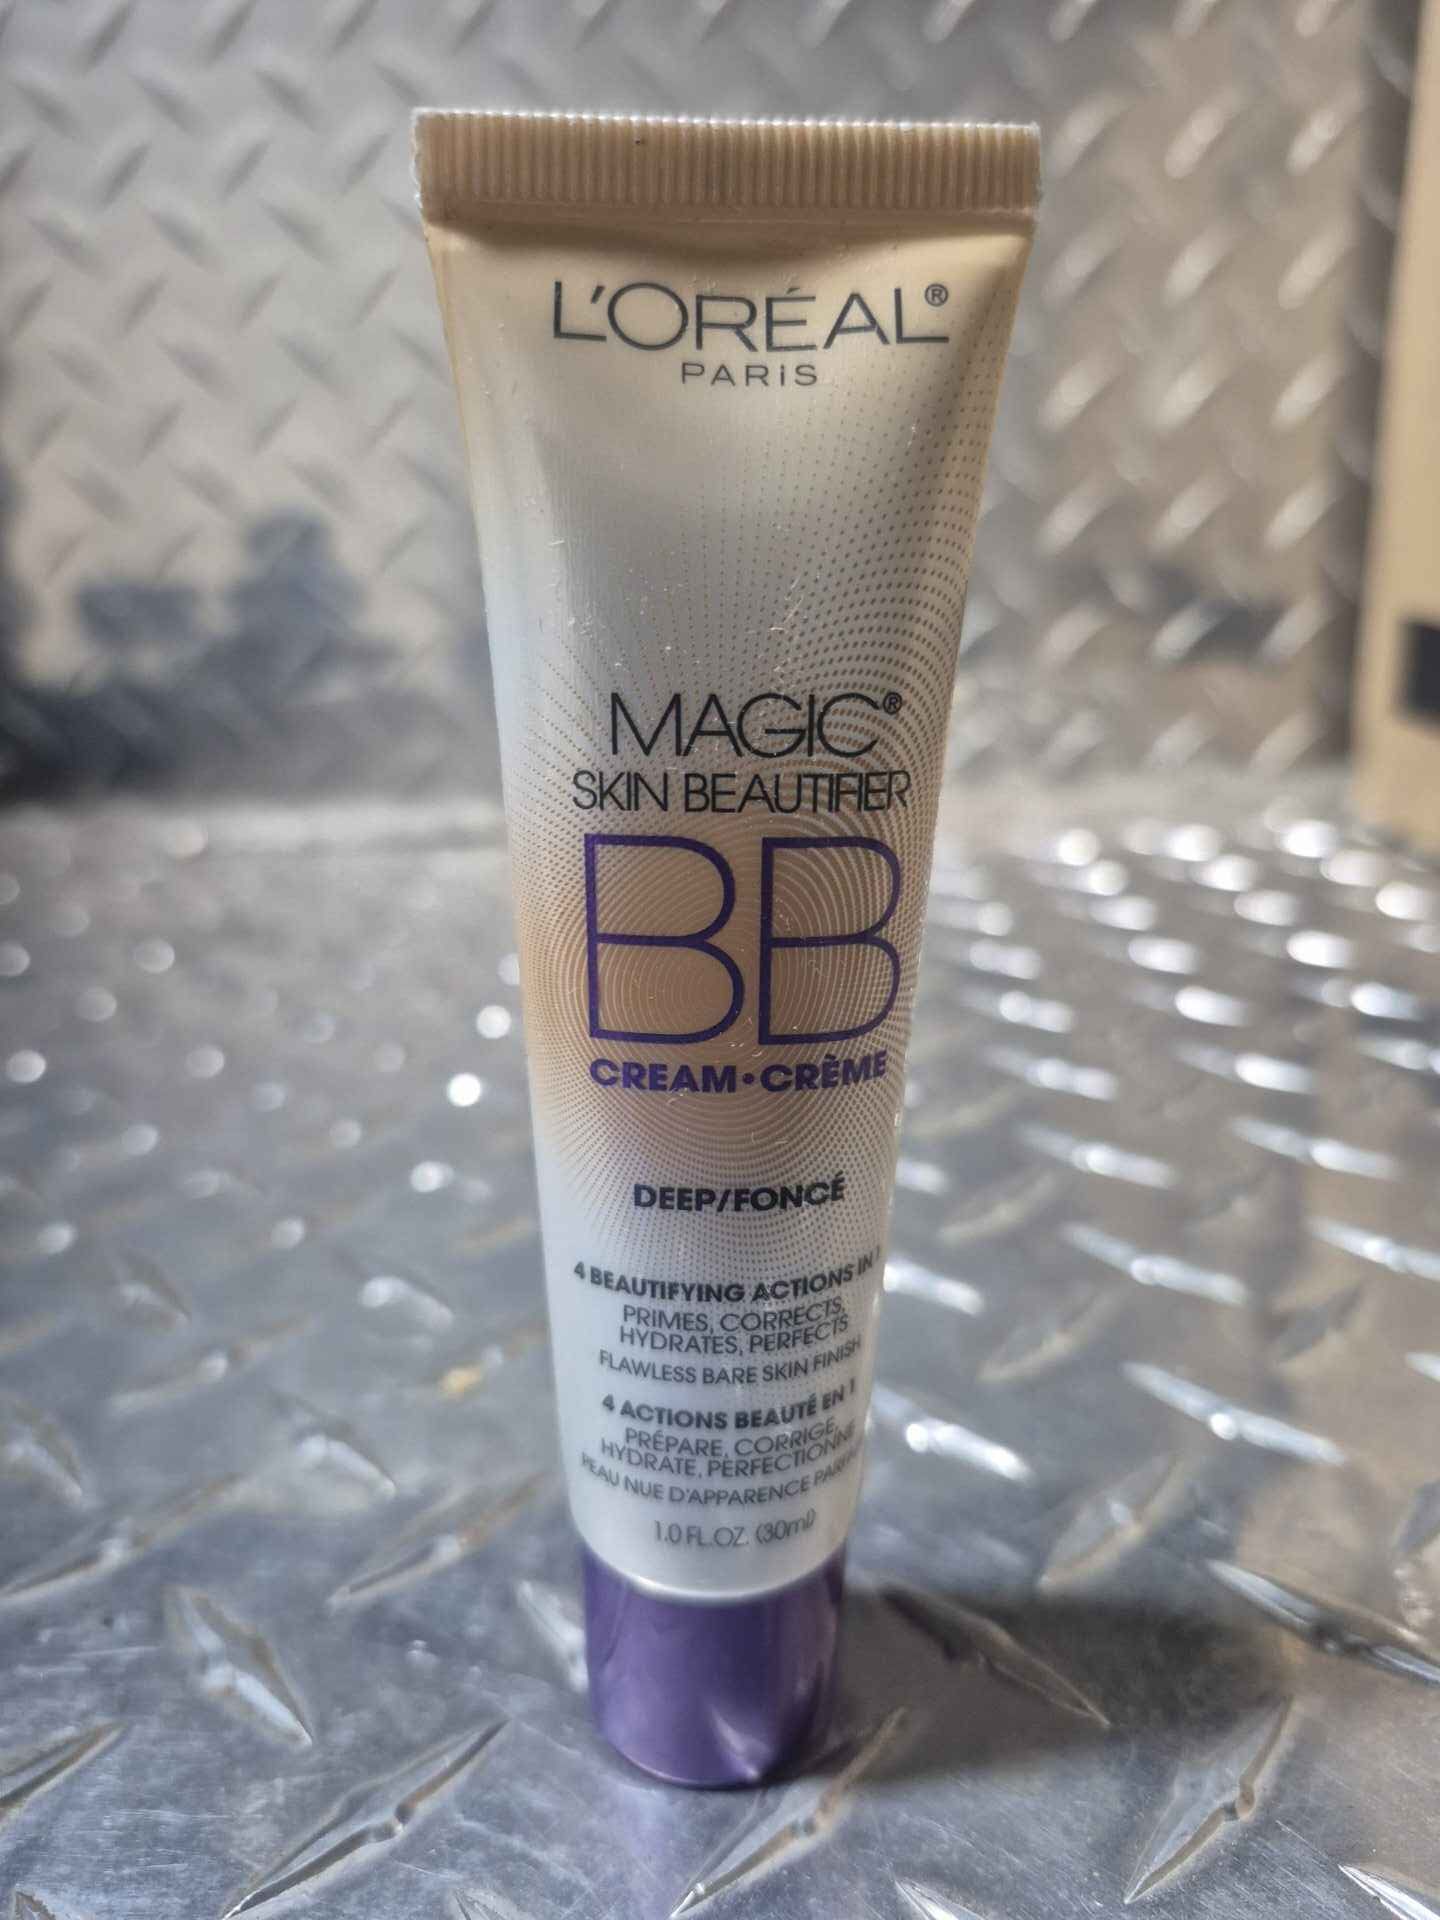 L'ORÉAL®
PARiS
MAGIC®
SKIN BEAUTIFIER
BB
CREAM•CRÈME
DEEP/FONCÉ
4 BEAUTIFYING ACTIONS IN 1
PRIMES, CORRECTS,
HYDRATES, PERFECTS
FLAWLESS BARE SKIN FINISH
4 ACTIONS BEAUTÉ EN 1
PRÉPARE, CORRIGE,
HYDRATE, PERFECTIONNE
PEAU NUE D'APPARENCE
1.0 FL.OZ. (30ml)